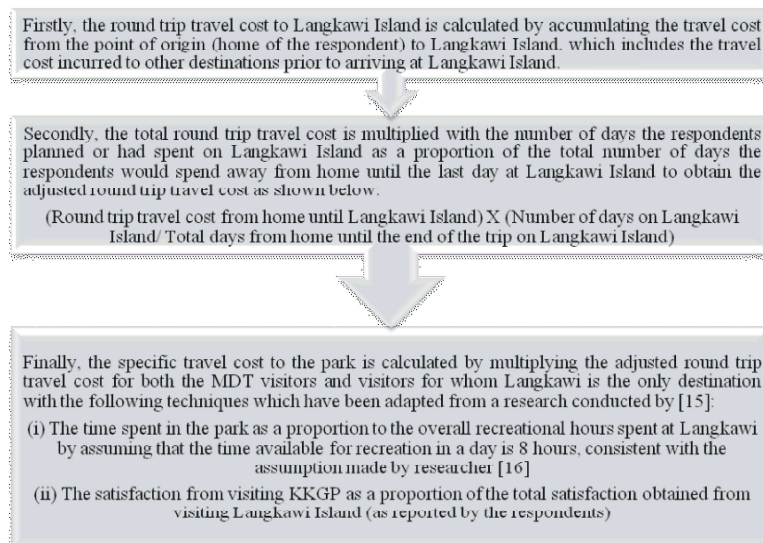 Firstly, the round trip travel cost to Langkawi Island is calculated by accumulating the travel cost
from the point of origin (home of the respondent) to Langkawi Island. which includes the travel
cost incurred to other destinations prior to arriving at Langkawi Island.
Secondly, the total round trip travel cost is multiplied with the number of days the respondents
planned or had spent on Langkawi Island as a proportion of the total number of days the
respondents would spend away from home until the last day at Langkawi Island to obtain the
adjusted round trip travel cost as shown below.
(Round trip travel cost from home until Langkawi Island) X (Number of days on Langkawi
Island/ Total days from home until the end of the trip on Langkawi Island)
Finally, the specific travel cost to the park is calculated by multiplying the adjusted round trip
travel cost for both the MDT visitors and visitors for whom Langkawi is the only destination
with the following techniques which have been adapted from a research conducted by [15]:
(i) The time spent in the park as a proportion to the overall recreational hours spent at Langkawi
by assuming that the time available for recreation in a day is 8 hours, consistent with the
assumption made by researcher [16]
(ii) The satisfaction from visiting KKGP as a proportion of the total satisfaction obtained from
visiting Langkawi Island (as reported by the respondents)